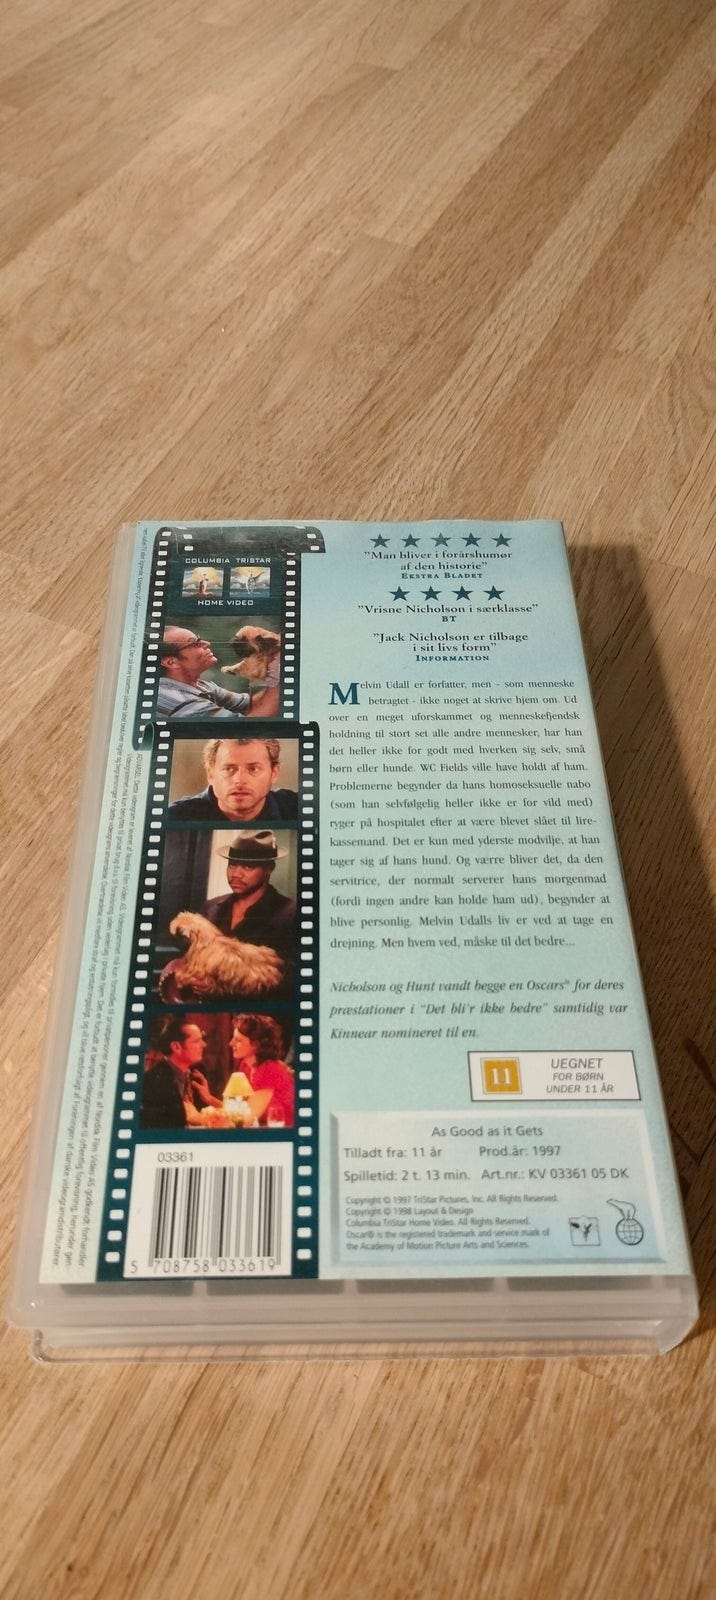 COLUMBIA TRISTAR
HOME VIDEO
"Man bliver i forårshumør
af den historie"
EKSTRA BLADET
"Vrisne Nicholson i særklasse"
BT
"Jack Nicholson er tilbage
i sit livs form"
INFORMATION
Melvin Udall er forfatter, men - som menneske
betragtet - ikke noget at skrive hjem om. Ud
over en meget uforskammet og menneskefjendsk
holdning til stort set alle andre mennesker, har han
det heller ikke for godt med hverken sig selv, små
børn eller hunde. WC Fields ville have holdt af ham.
Problemerne begynder da hans homoseksuelle nabo
(som han selvfølgelig heller ikke er for vild med)
ryger på hospitalet efter at være blevet slået til lire-
kassemand. Det er kun med yderste modvilje, at han
tager sig af hans hund. Og værre bliver det, da den
servitrice, der normalt serverer hans morgenmad
(fordi ingen andre kan holde ham ud), begynder at
blive personlig. Melvin Udalls liv er ved at tage en
drejning. Men hvem ved, måske til det bedre...
Nicholson og Hunt vandt begge en Oscars® for deres
præstationer i "Det bli'r ikke bedre" samtidig var
Kinnear nomineret til en.
11
UEGNET
FOR BØRN
UNDER 11 ÅR
As Good as it Gets
Tilladt fra: 11 år Prod.år: 1997
Spilletid: 2 t. 13 min. Art.nr.: KV 03361 05 DK
Copyright © 1997 TriStar Pictures, Inc. All Rights Reserved.
Copyright © 1998 Layout & Design
Columbia TriStar Home Video. All Rights Reserved.
Oscar® is the registered trademark and service mark of
the Academy of Motion Picture Arts and Sciences.
03361
5 708758 033619